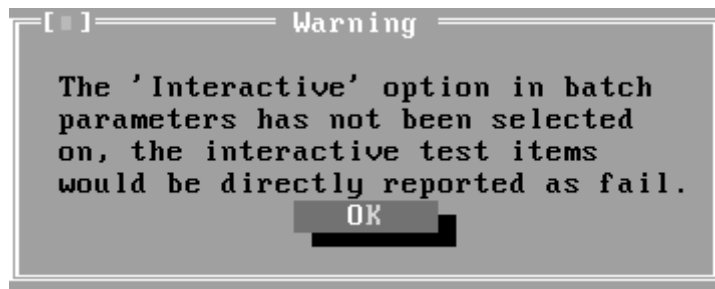 Warning
The 'Interactive' option in batch
parameters has not been selected
on, the interactive test items
would be directly reported as fail.
OK